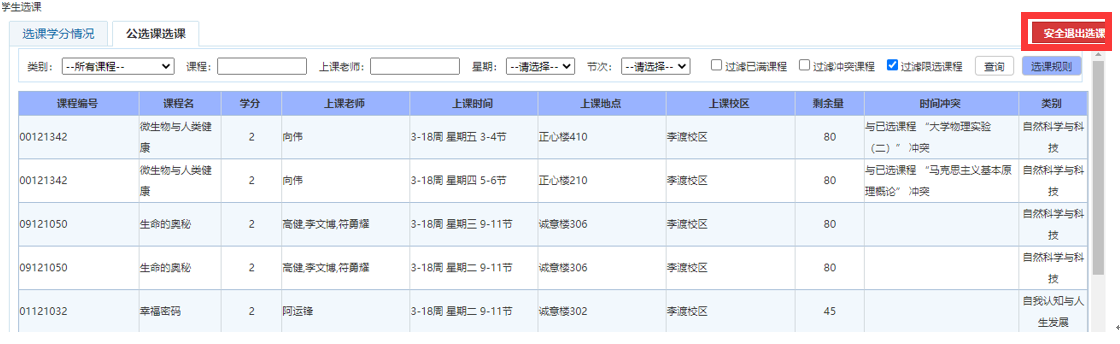 学生选课
选课学分情况 公选课选课 安全退出选课
类别： --所有课程-- 课程： 上课老师： 星期： --请选择-- 节次： --请选择-- 过滤已满课程 过滤冲突课程 过滤限选课程 查询 选课规则
课程编号 课程名 学分 上课老师 上课时间 上课地点 上课校区 剩余量 时间冲突 类别
00121342 微生物与人类健康 2 向伟 3-18周 星期五 3-4节 正心楼410 李渡校区 80 与已选课程 “大学物理实验（二）” 冲突 自然科学与科技
00121342 微生物与人类健康 2 向伟 3-18周 星期四 5-6节 正心楼210 李渡校区 80 与已选课程 “马克思主义基本原理概论” 冲突 自然科学与科技
09121050 生命的奥秘 2 高健,李文博,符勇耀 3-18周 星期三 9-11节 诚意楼306 李渡校区 80 自然科学与科技
09121050 生命的奥秘 2 高健,李文博,符勇耀 3-18周 星期二 9-11节 诚意楼306 李渡校区 80 自然科学与科技
01121032 幸福密码 2 阿运锋 3-18周 星期二 9-11节 诚意楼302 李渡校区 45 自我认知与人生发展